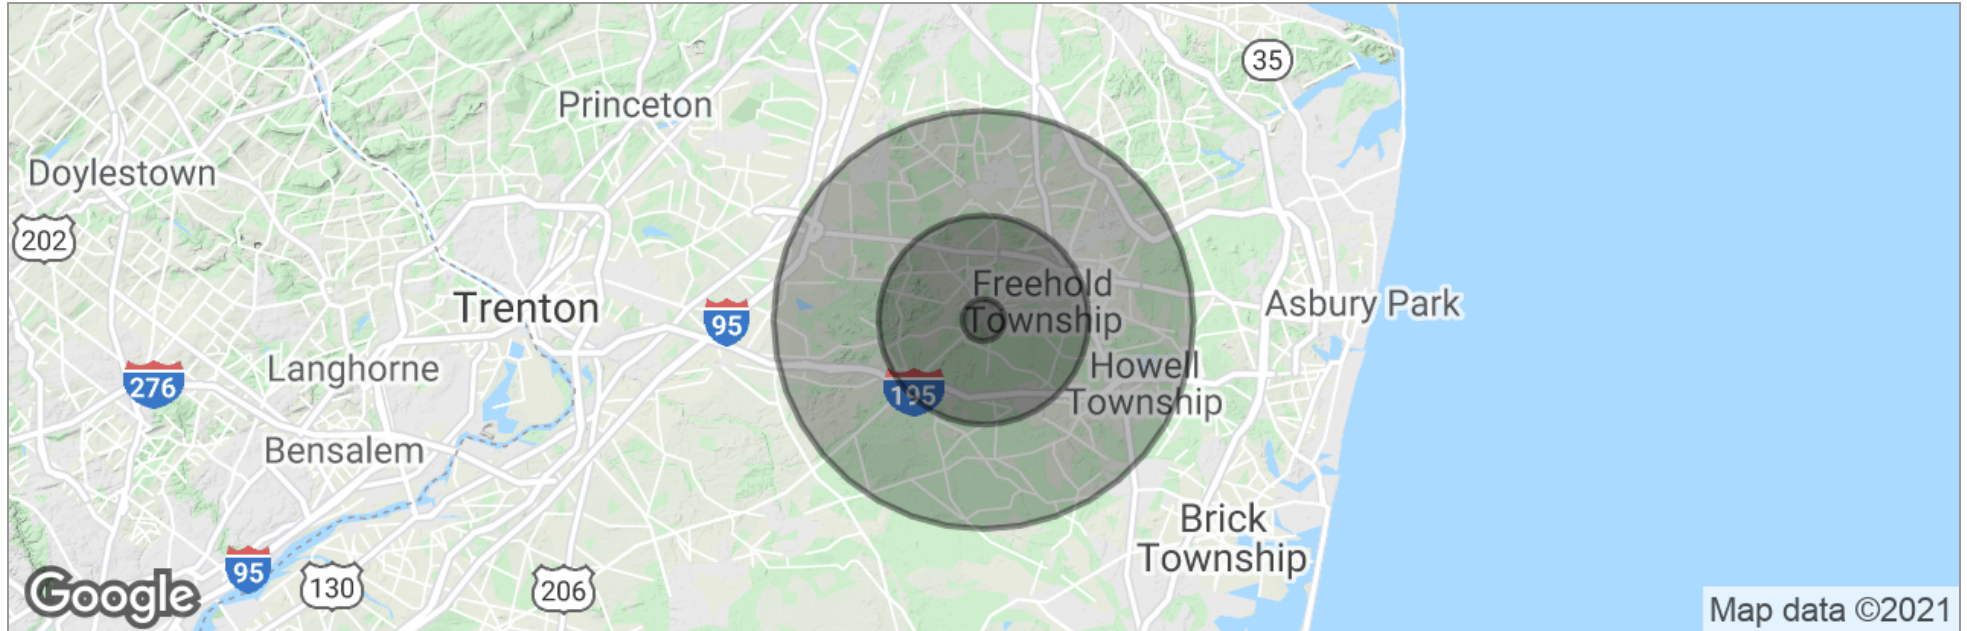 35
Princeton
Doylestown
202
Freehold
Township
Trenton
95
Asbury Park
Howell
Township
Langhorne
276
195
Bensalem
Brick
Township
95
130
206
Google
Map data ©2021